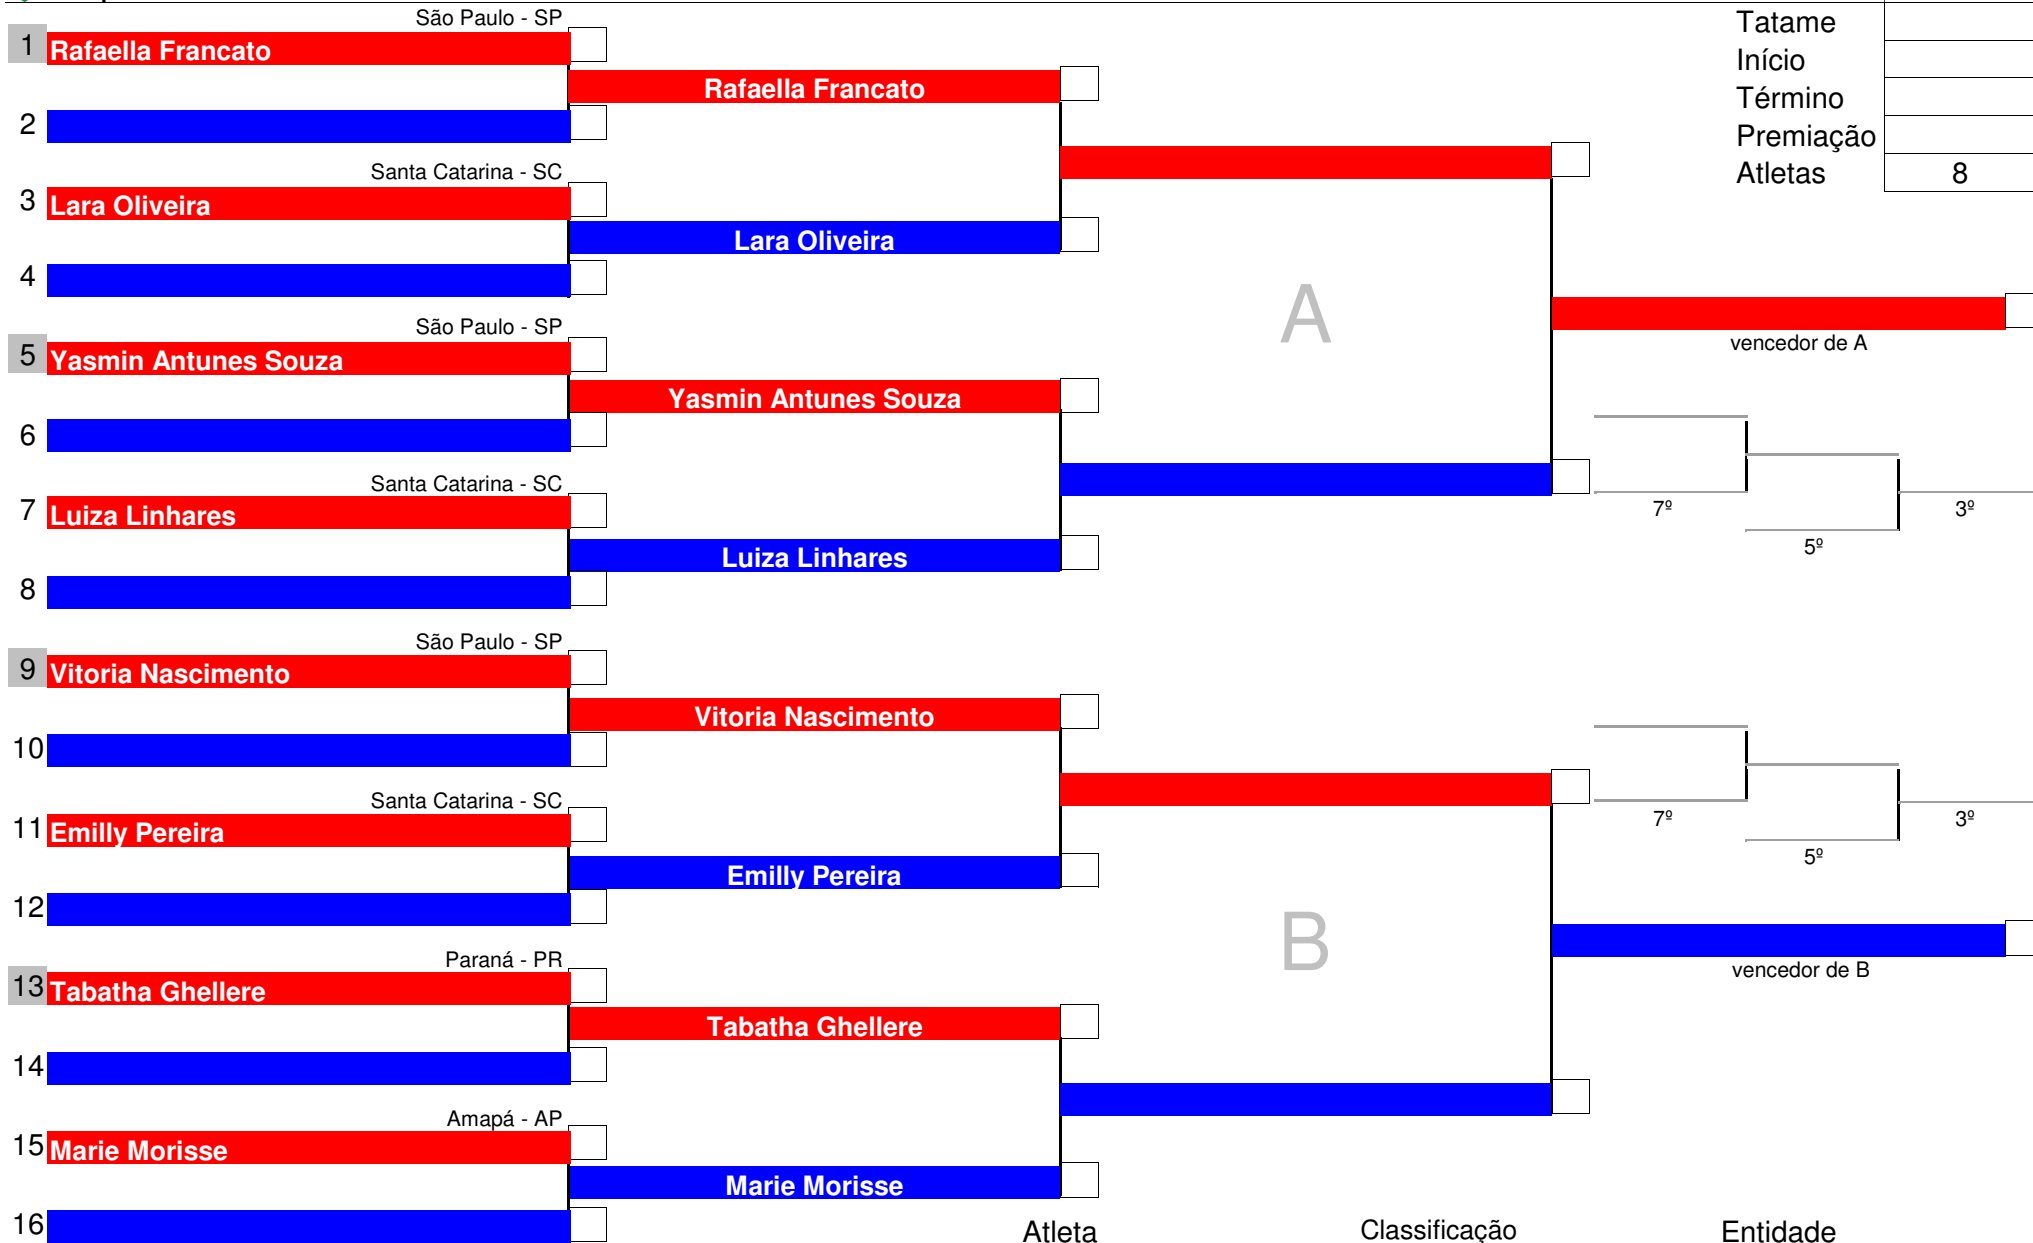 São Paulo - SP
1 Rafaella Francato
Rafaella Francato
2
Santa Catarina - SC
3 Lara Oliveira
Lara Oliveira
4
São Paulo - SP
5 Yasmin Antunes Souza
Yasmin Antunes Souza
6
Santa Catarina - SC
7 Luiza Linhares
Luiza Linhares
8
São Paulo - SP
9 Vitoria Nascimento
Vitoria Nascimento
10
Santa Catarina - SC
11 Emilly Pereira
Emilly Pereira
12
Paraná - PR
13 Tabatha Ghellere
Tabatha Ghellere
14
Amapá - AP
15 Marie Morisse
Marie Morisse
16
A
B
Tatame
Início
Término
Premiação
Atletas 8
vencedor de A
7º
3º
5º
7º
3º
5º
vencedor de B
Atleta Classificação Entidade